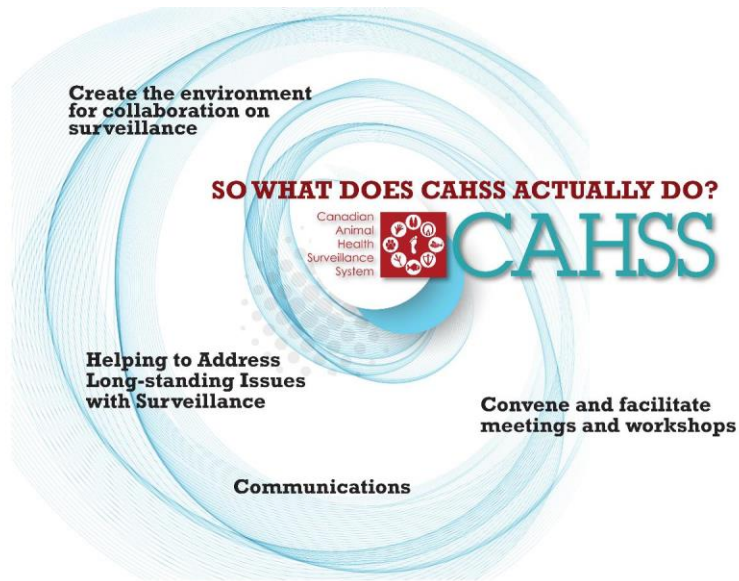 Create the environment
for collaboration on
surveillance
SO WHAT DOES CAHSS ACTUALLY DO?
Canadian
Animal
Health
Surveillance
System
CAHSS
Helping to Address
Long-standing Issues
with Surveillance
Convene and facilitate
meetings and workshops
Communications